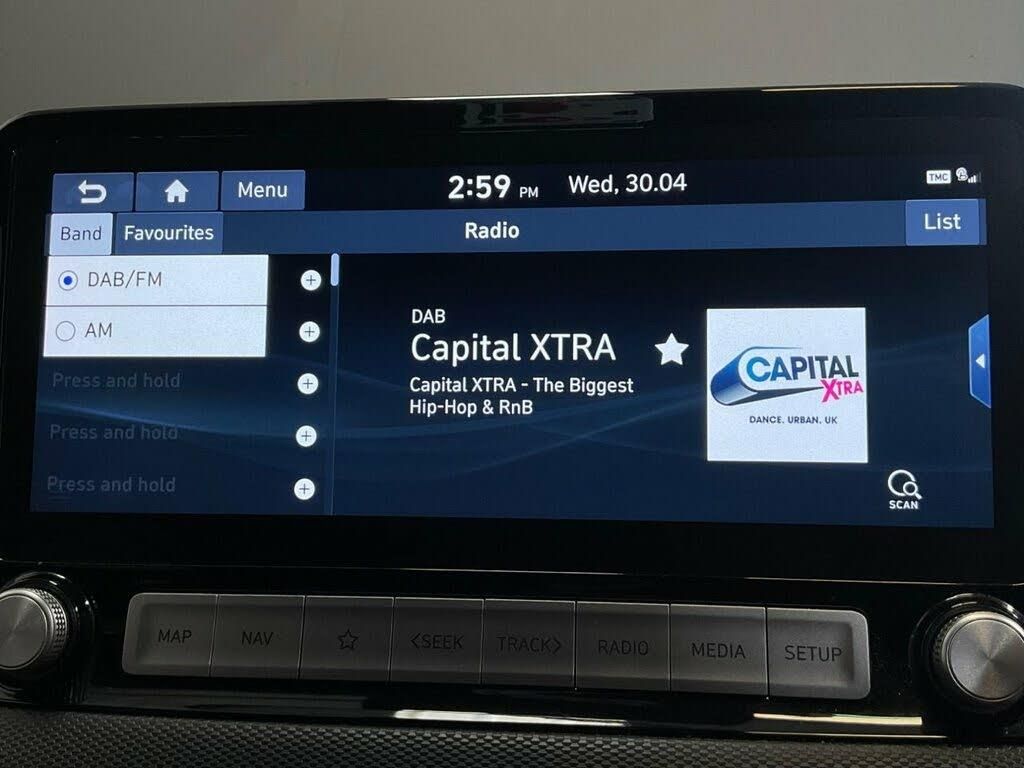 Menu
2:59 PM
Wed, 30.04
TMC
Band
Favourites
Radio
List
DAB/FM
AM
Press and hold
Press and hold
Press and hold
DAB
Capital XTRA
Capital XTRA - The Biggest
Hip-Hop & RnB
CAPITAL
XTRA
DANCE. URBAN. UK
SCAN
MAP
NAV
<SEEK
TRACK>
RADIO
MEDIA
SETUP